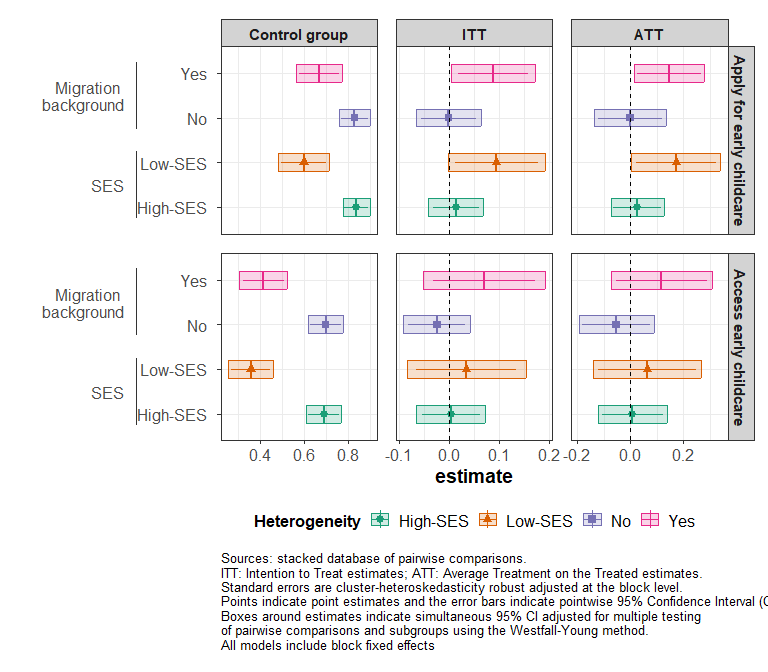 Control group
ITT
ATT
Apply for early childcare
Migration
background
Yes
No
SES
Low-SES
High-SES
Access early childcare
Migration
background
Yes
No
SES
Low-SES
High-SES
0.4 0.6 0.8
-0.1 0.0 0.1 0.2
-0.2 0.0 0.2
estimate
Heterogeneity High-SES Low-SES No Yes
Sources: stacked database of pairwise comparisons.
ITT: Intention to Treat estimates; ATT: Average Treatment on the Treated estimates.
Standard errors are cluster-heteroskedasticity robust adjusted at the block level.
Points indicate point estimates and the error bars indicate pointwise 95% Confidence Interval (
Boxes around estimates indicate simultaneous 95% CI adjusted for multiple testing
of pairwise comparisons and subgroups using the Westfall-Young method.
All models include block fixed effects